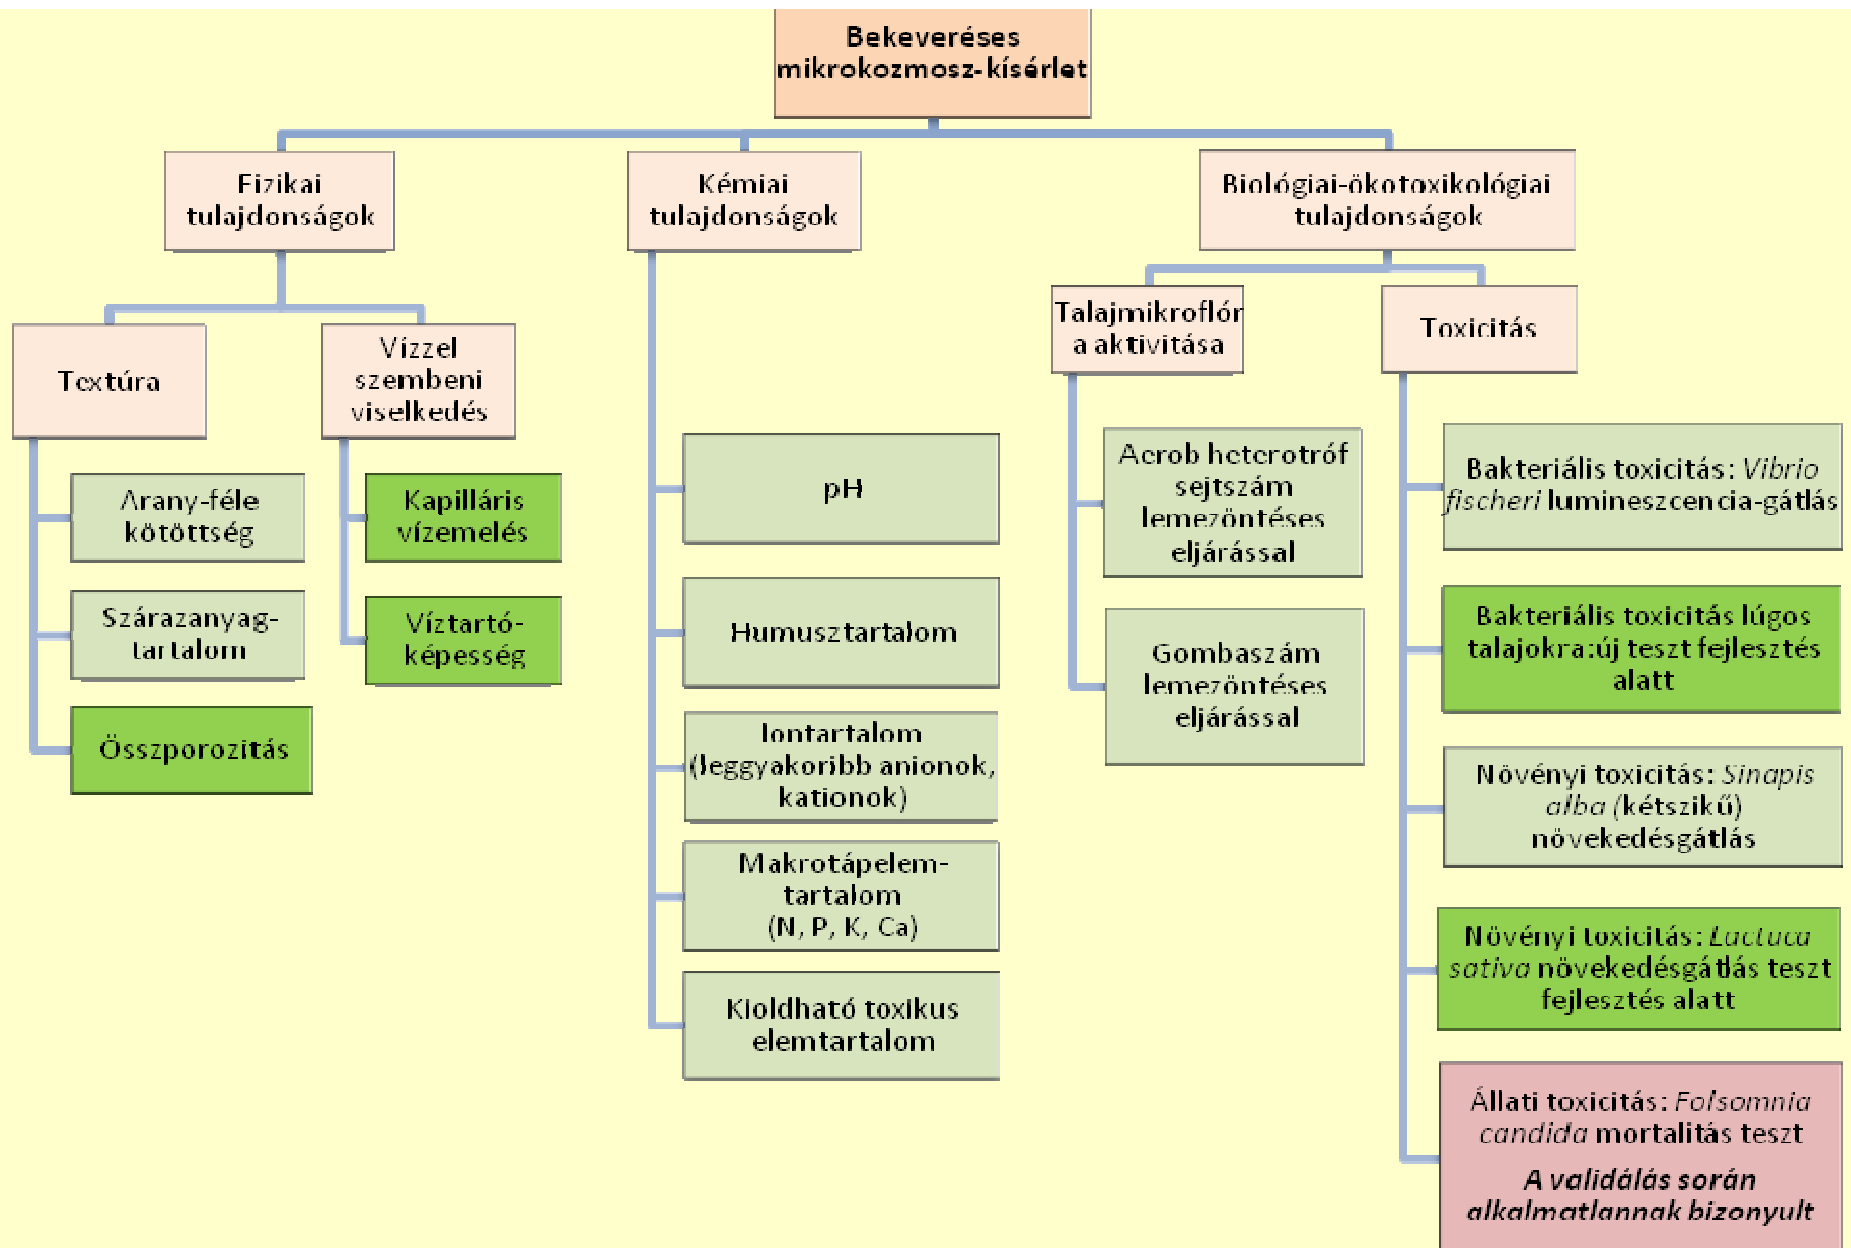 Bekeveréses
mikrokozmosz-kísérlet
Fizikai
tulajdonságok
Textúra
Arany-féle
kötöttség
Szárazanyag-
tartalom
Összporozitás
Vízzel
szembeni
viselkedés
Kapilláris
vízemelés
Víztartó-
képesség
Kémiai
tulajdonságok
pH
Humusztartalom
Iontartalom
(leggyakoribb anionok,
kationok)
Makrotápelem-
tartalom
(N, P, K, Ca)
Kioldható toxikus
elemtartalom
Biológiai-ökotoxikológiai
tulajdonságok
Talajmikroflór
a aktivitása
Aerob heterotróf
sejtszám
lemezöntéses
eljárással
Gombaszám
lemezöntéses
eljárással
Toxicitás
Bakteriális toxicitás: Vibrio
fischeri lumineszcencia-gátlás
Bakteriális toxicitás lúgos
talajokra:új teszt fejlesztés
alatt
Növényi toxicitás: Sinapis
alba (kétszikű)
növekedésgátlás
Növényi toxicitás: Lactuca
sativa növekedésgátlás teszt
fejlesztés alatt
Állati toxicitás: Folsomnia
candida mortalitás teszt
A validálás során
alkalmatlannak bizonyult